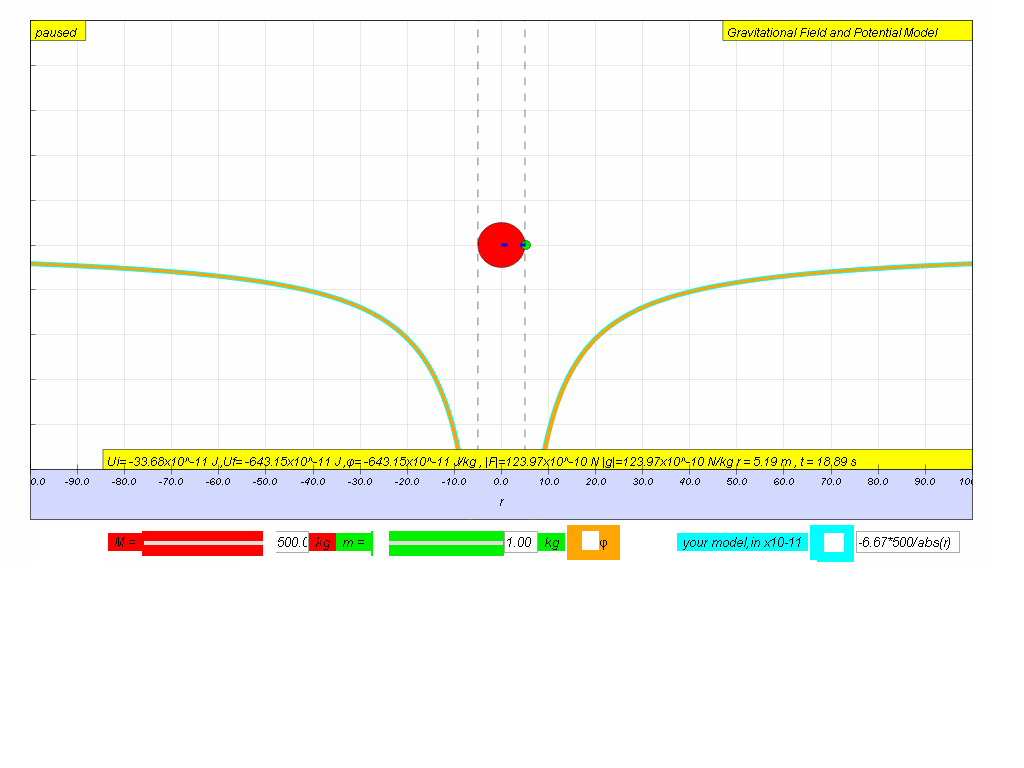 paused
Gravitational Field and Potential Model
Ui= -33.68x10^-11 J ,Uf= -643.15x10^-11 J ,φ= -643.15x10^-11 J/kg , |F|=123.97x10^-10 N |g|=123.97x10^-10 N/kg r = 5.19 m , t = 18.89 s
0.0 -90.0 -80.0 -70.0 -60.0 -50.0 -40.0 -30.0 -20.0 -10.0 0.0 10.0 20.0 30.0 40.0 50.0 60.0 70.0 80.0 90.0 10
r
M = 500.0 kg m = 1.00 kg φ your model,in x10-11 -6.67*500/abs(r)